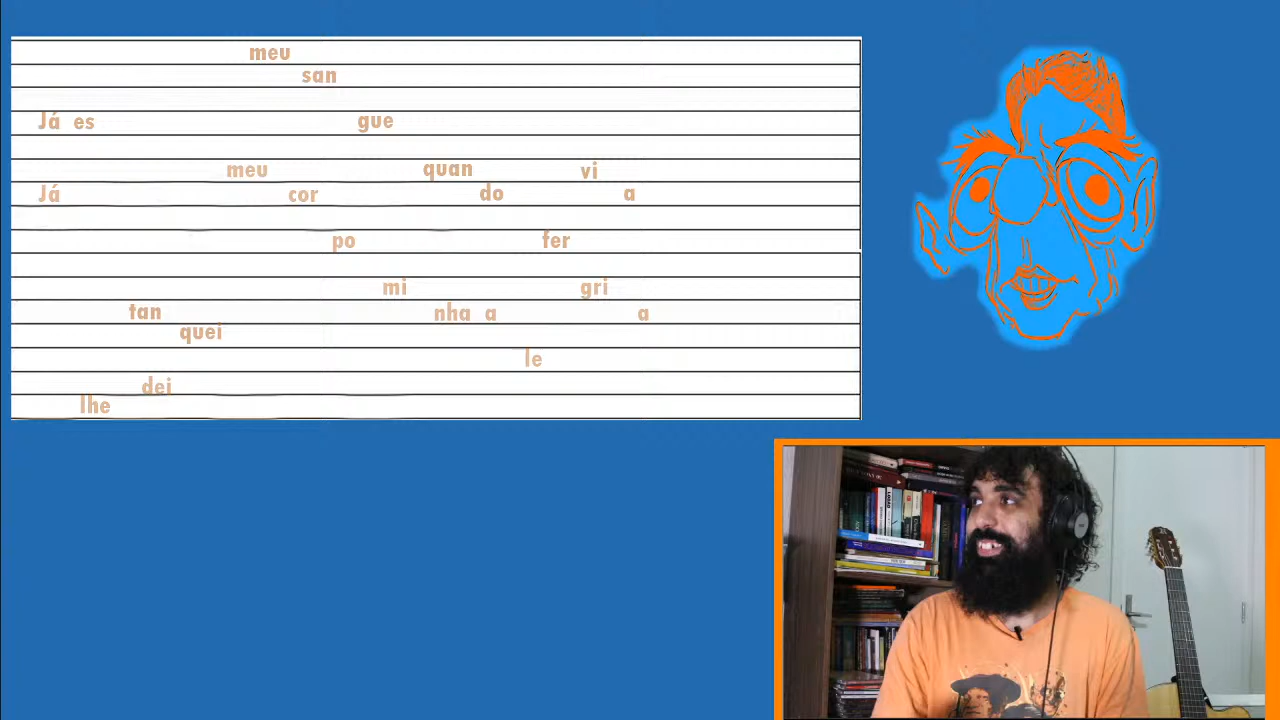 meu
san
Já es gue
meu quan vi
Já cor do a
po fer
mi gri
tan nha a a
quei
le
dei
lhe